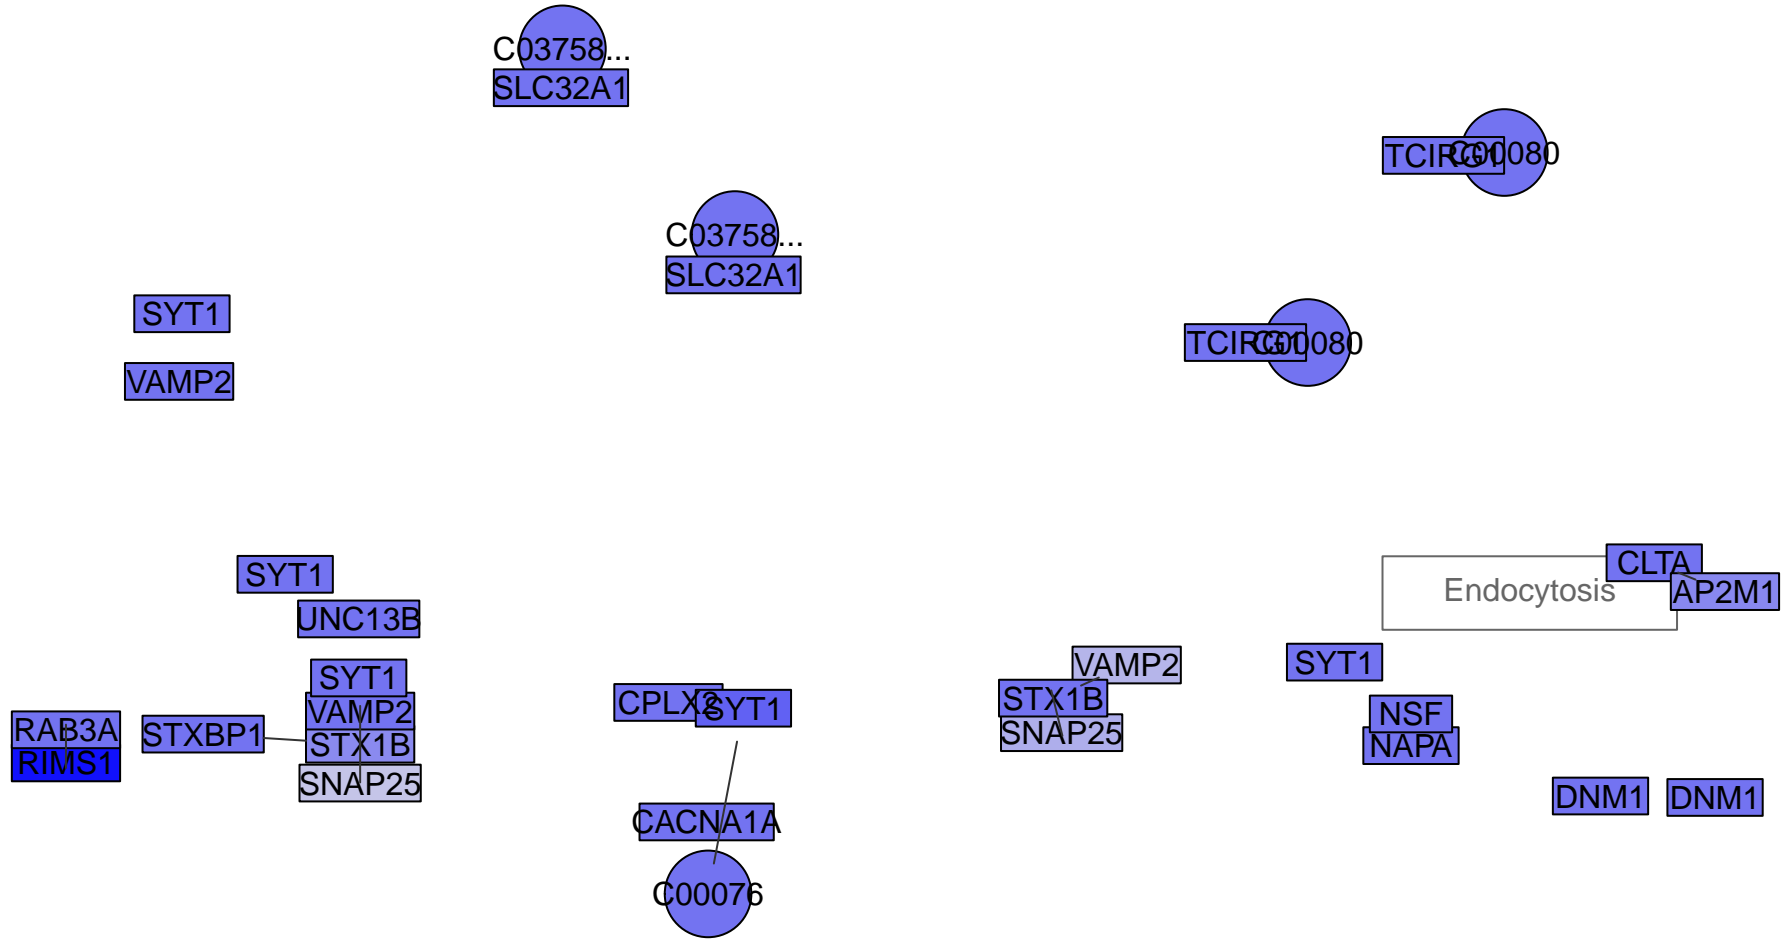 C03758...
SLC32A1
TCIRG1
C00080
C03758...
SLC32A1
SYT1
TCIRG1
C00080
VAMP2
CLTA
SYT1
Endocytosis
AP2M1
UNC13B
SYT1
VAMP2
SYT1
CPLX2
SYT1
STX1B
VAMP2
NSF
RAB3A
STXBP1
STX1B
SNAP25
NAPA
RIMS1
SNAP25
DNM1
DNM1
CACNA1A
C00076